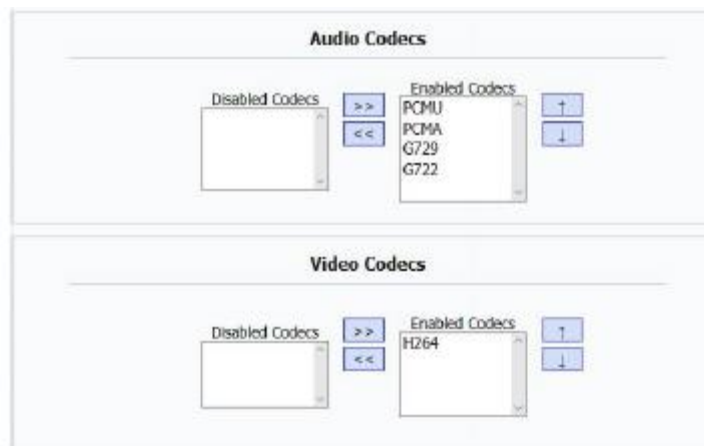 Audio Codecs
Disabled Codecs
>>
<<
Enabled Codecs
PCMU
PCMA
G729
G722
↑
↓
Video Codecs
Disabled Codecs
>>
<<
Enabled Codecs
H264
↑
↓